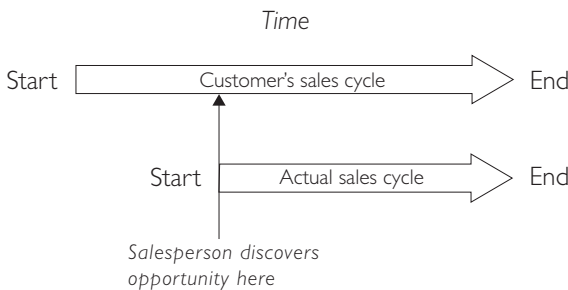 Time
Start Customer's sales cycle End
Start Actual sales cycle End
Salesperson discovers
opportunity here